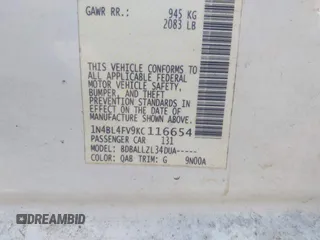 GAWR RR.: 945 KG
2083 LB
THIS VEHICLE CONFORMS TO
ALL APPLICABLE FEDERAL
MOTOR VEHICLE SAFETY,
BUMPER, AND THEFT
PREVENTION STANDARDS IN
EFFECT ON THE DATE OF
MANUFACTURE SHOWN ABOVE.
1N4BL4FV9KC116654
PASSENGER CAR 131
MODEL: BDBALLZL34DUA-----
COLOR: QAB TRIM: G 9N00A
DREAMBID